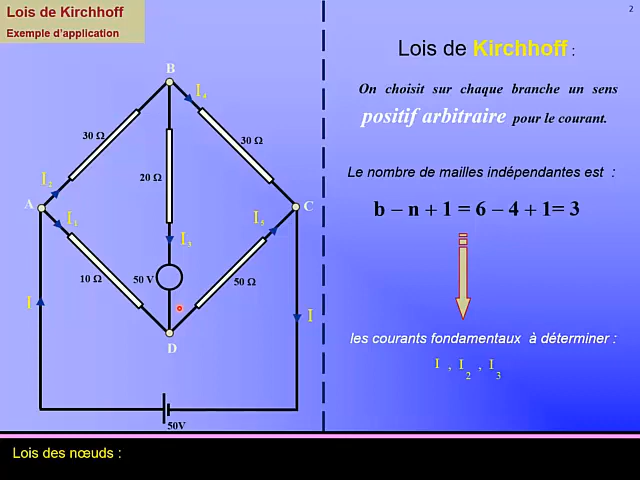 Lois de Kirchhoff
Exemple d'application
2
Lois de Kirchhoff :
On choisit sur chaque branche un sens
positif arbitraire pour le courant.
Le nombre de mailles indépendantes est :
b – n + 1 = 6 – 4 + 1= 3
les courants fondamentaux à déterminer :
I , I2 , I3
B
I4
30 Ω
30 Ω
20 Ω
I2
A
I1
I5
C
I3
10 Ω
50 V
50 Ω
I
I
D
50V
Lois des nœuds :